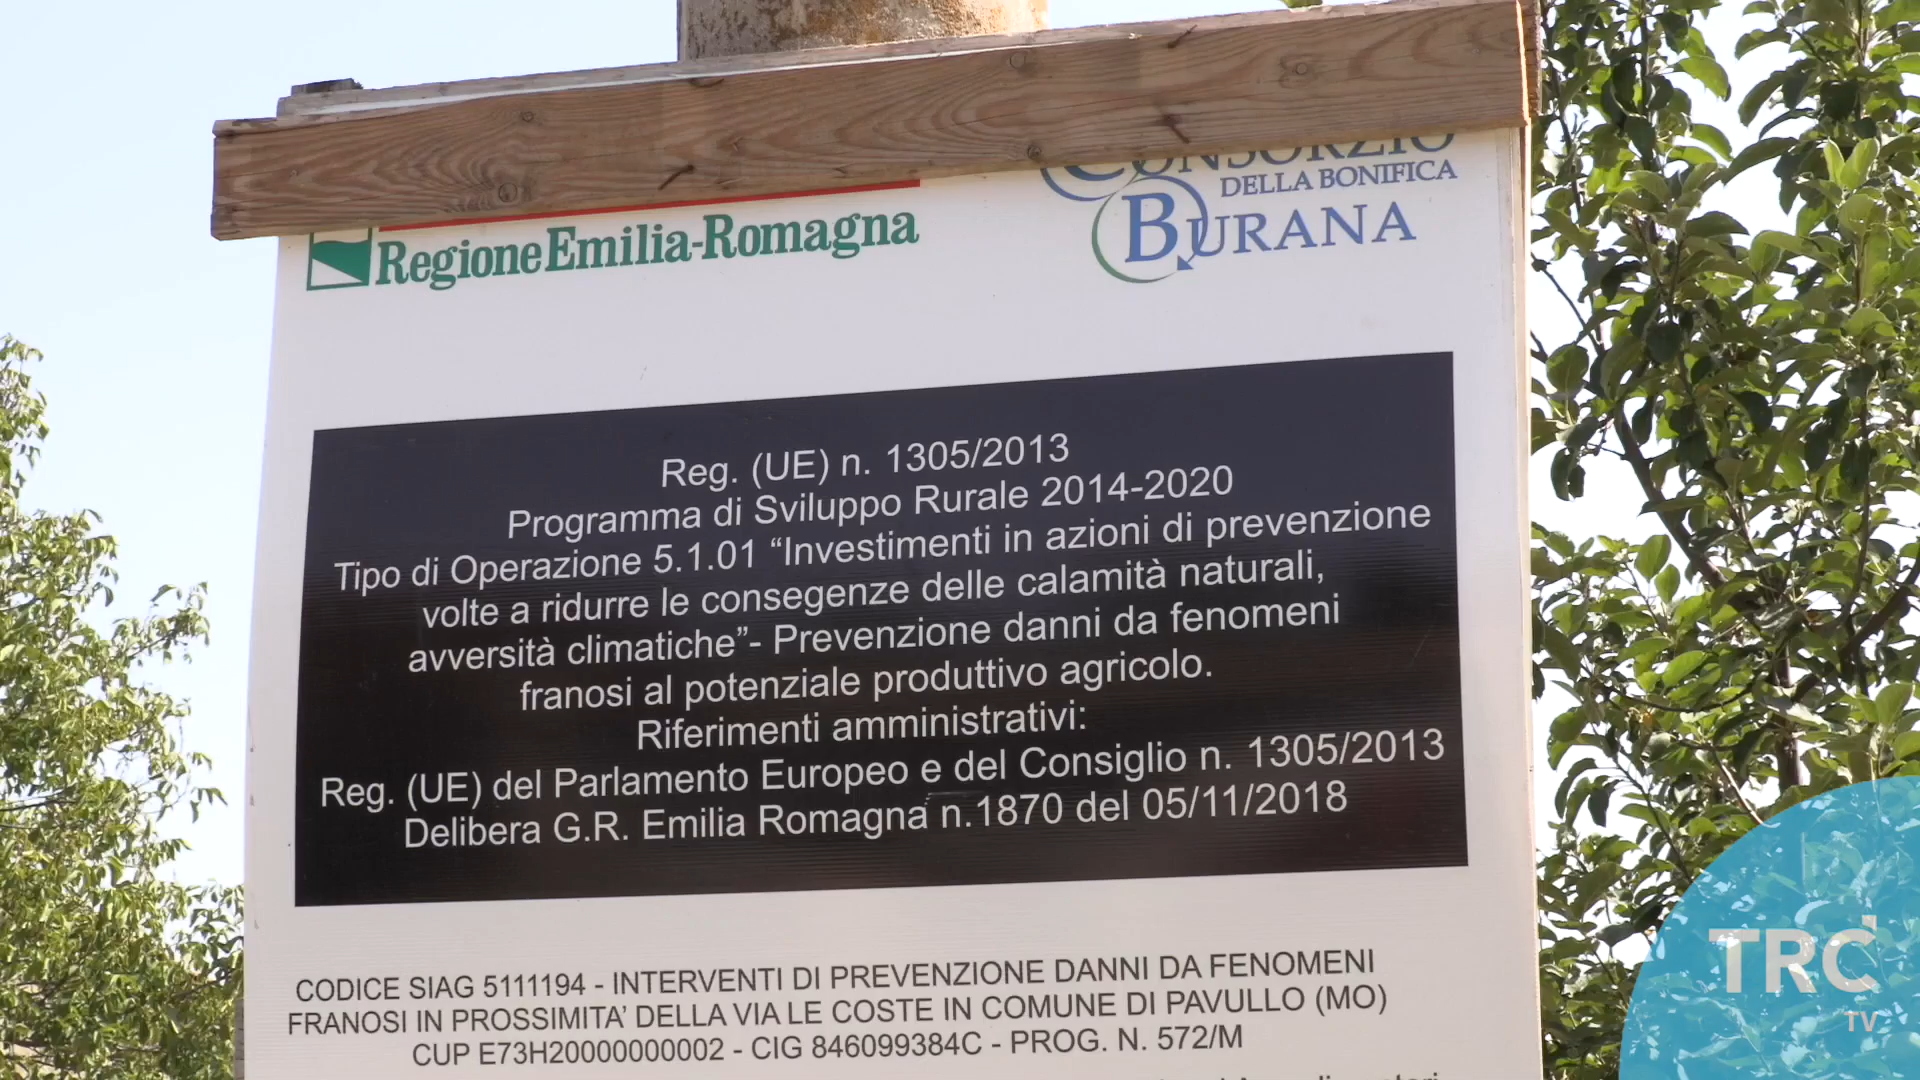 CONSORZIO
DELLA BONIFICA
BURANA
RegioneEmilia-Romagna
Reg. (UE) n. 1305/2013
Programma di Sviluppo Rurale 2014-2020
Tipo di Operazione 5.1.01 “Investimenti in azioni di prevenzione
volte a ridurre le consegenze delle calamità naturali,
avversità climatiche”- Prevenzione danni da fenomeni
franosi al potenziale produttivo agricolo.
Riferimenti amministrativi:
Reg. (UE) del Parlamento Europeo e del Consiglio n. 1305/2013
Delibera G.R. Emilia Romagna n.1870 del 05/11/2018
CODICE SIAG 5111194 - INTERVENTI DI PREVENZIONE DANNI DA FENOMENI
FRANOSI IN PROSSIMITA’ DELLA VIA LE COSTE IN COMUNE DI PAVULLO (MO)
CUP E73H20000000002 - CIG 846099384C - PROG. N. 572/M
TRC
TV